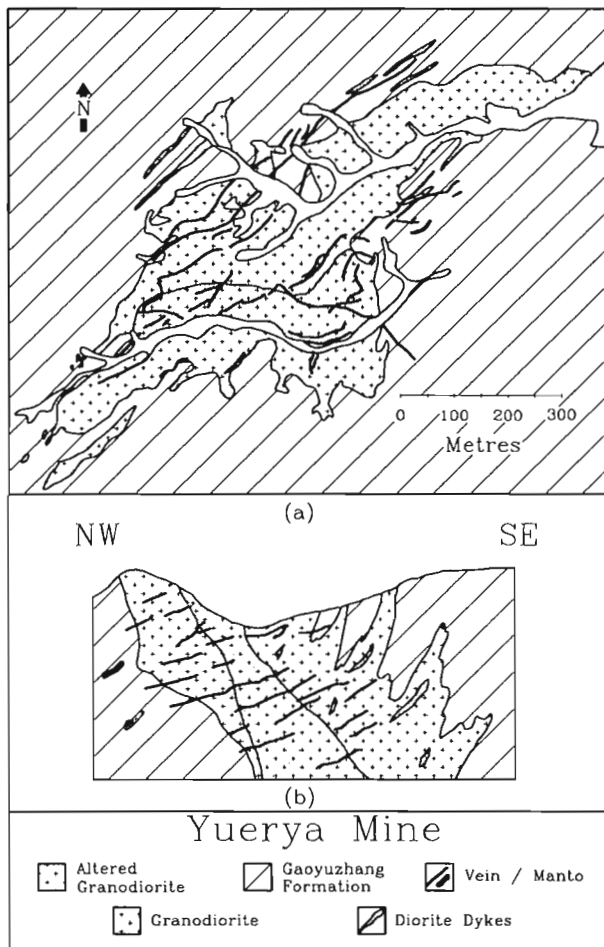 N
0 100 200 300
Metres
(a)
NW SE
(b)
Yuerya Mine
Altered Granodiorite
Gaoyuzhang Formation
Vein / Manto
Granodiorite
Diorite Dykes